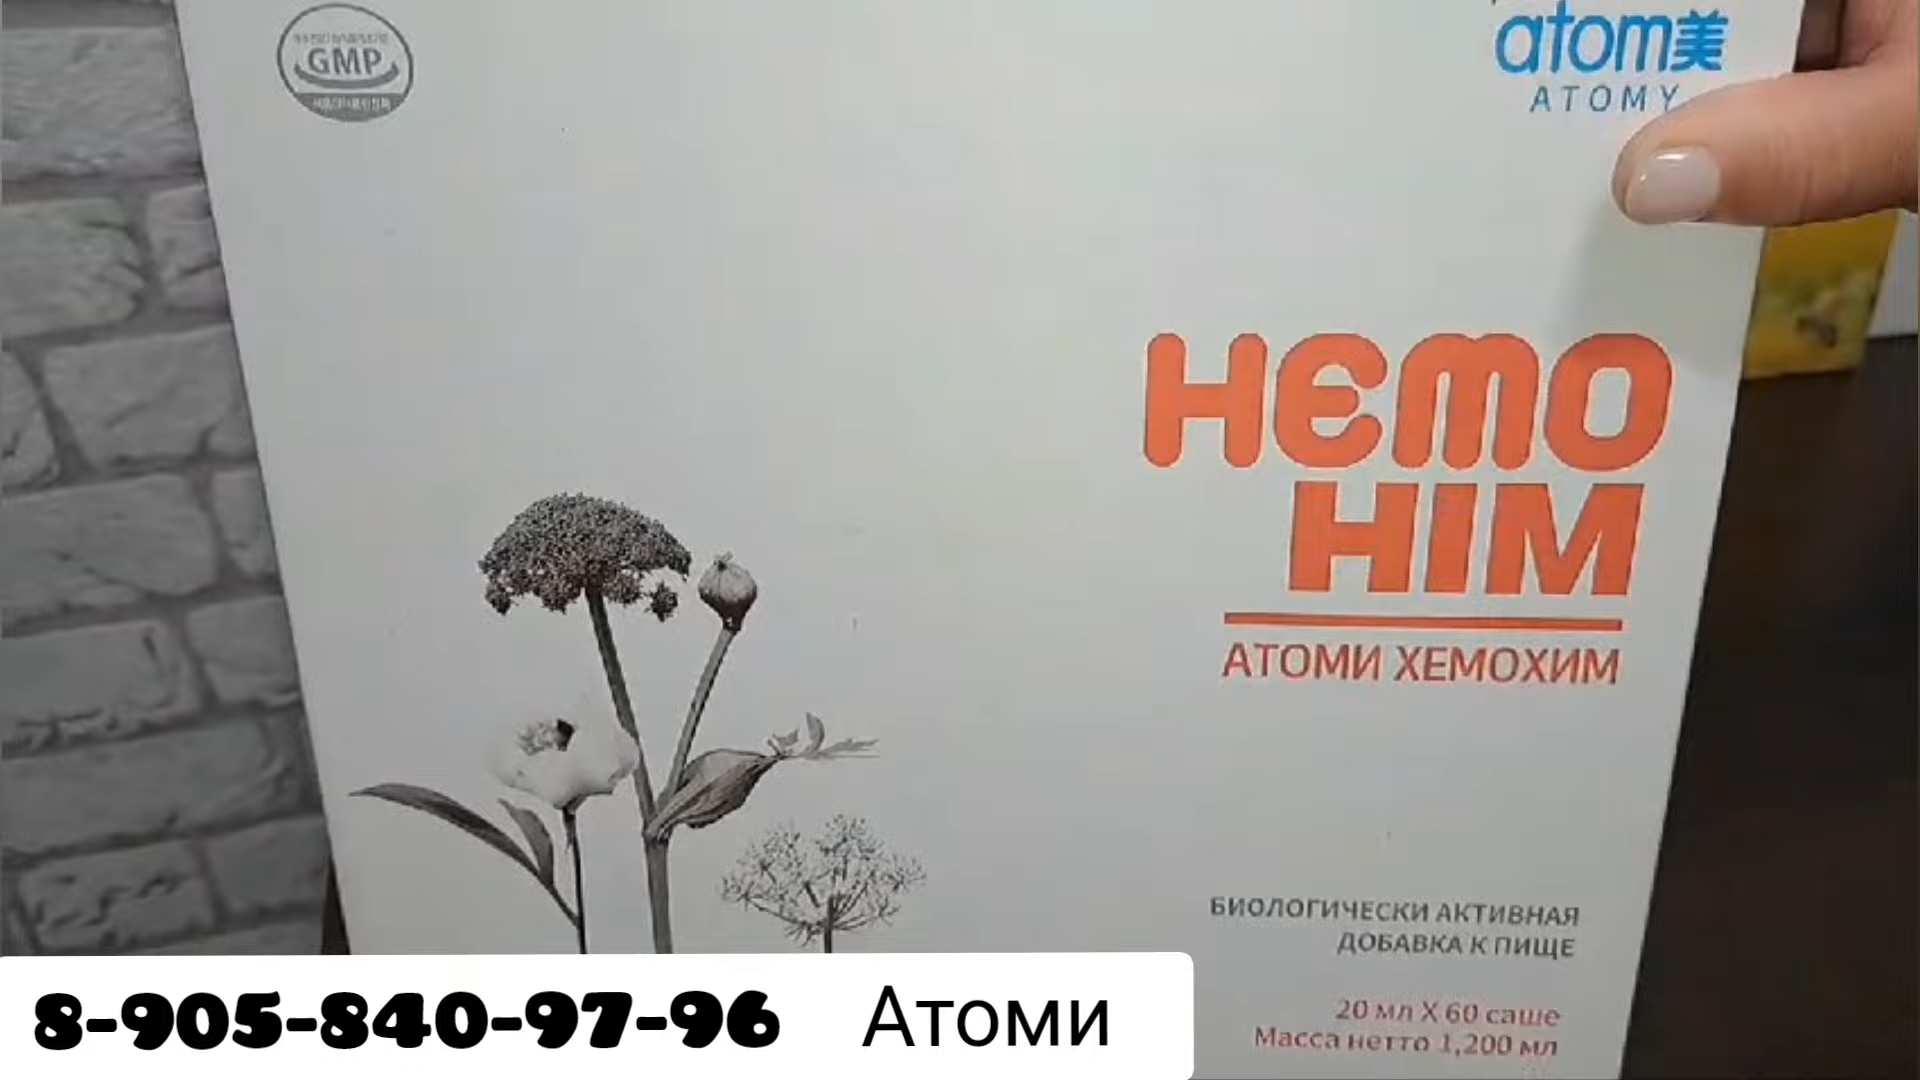 GMP
atom美
ATOMY
HEMO
HIM
АТОМИ ХЕМОХИМ
БИОЛОГИЧЕСКИ АКТИВНАЯ
ДОБАВКА К ПИЩЕ
20 мл X 60 саше
Масса нетто 1,200 мл
8-905-840-97-96 Атоми